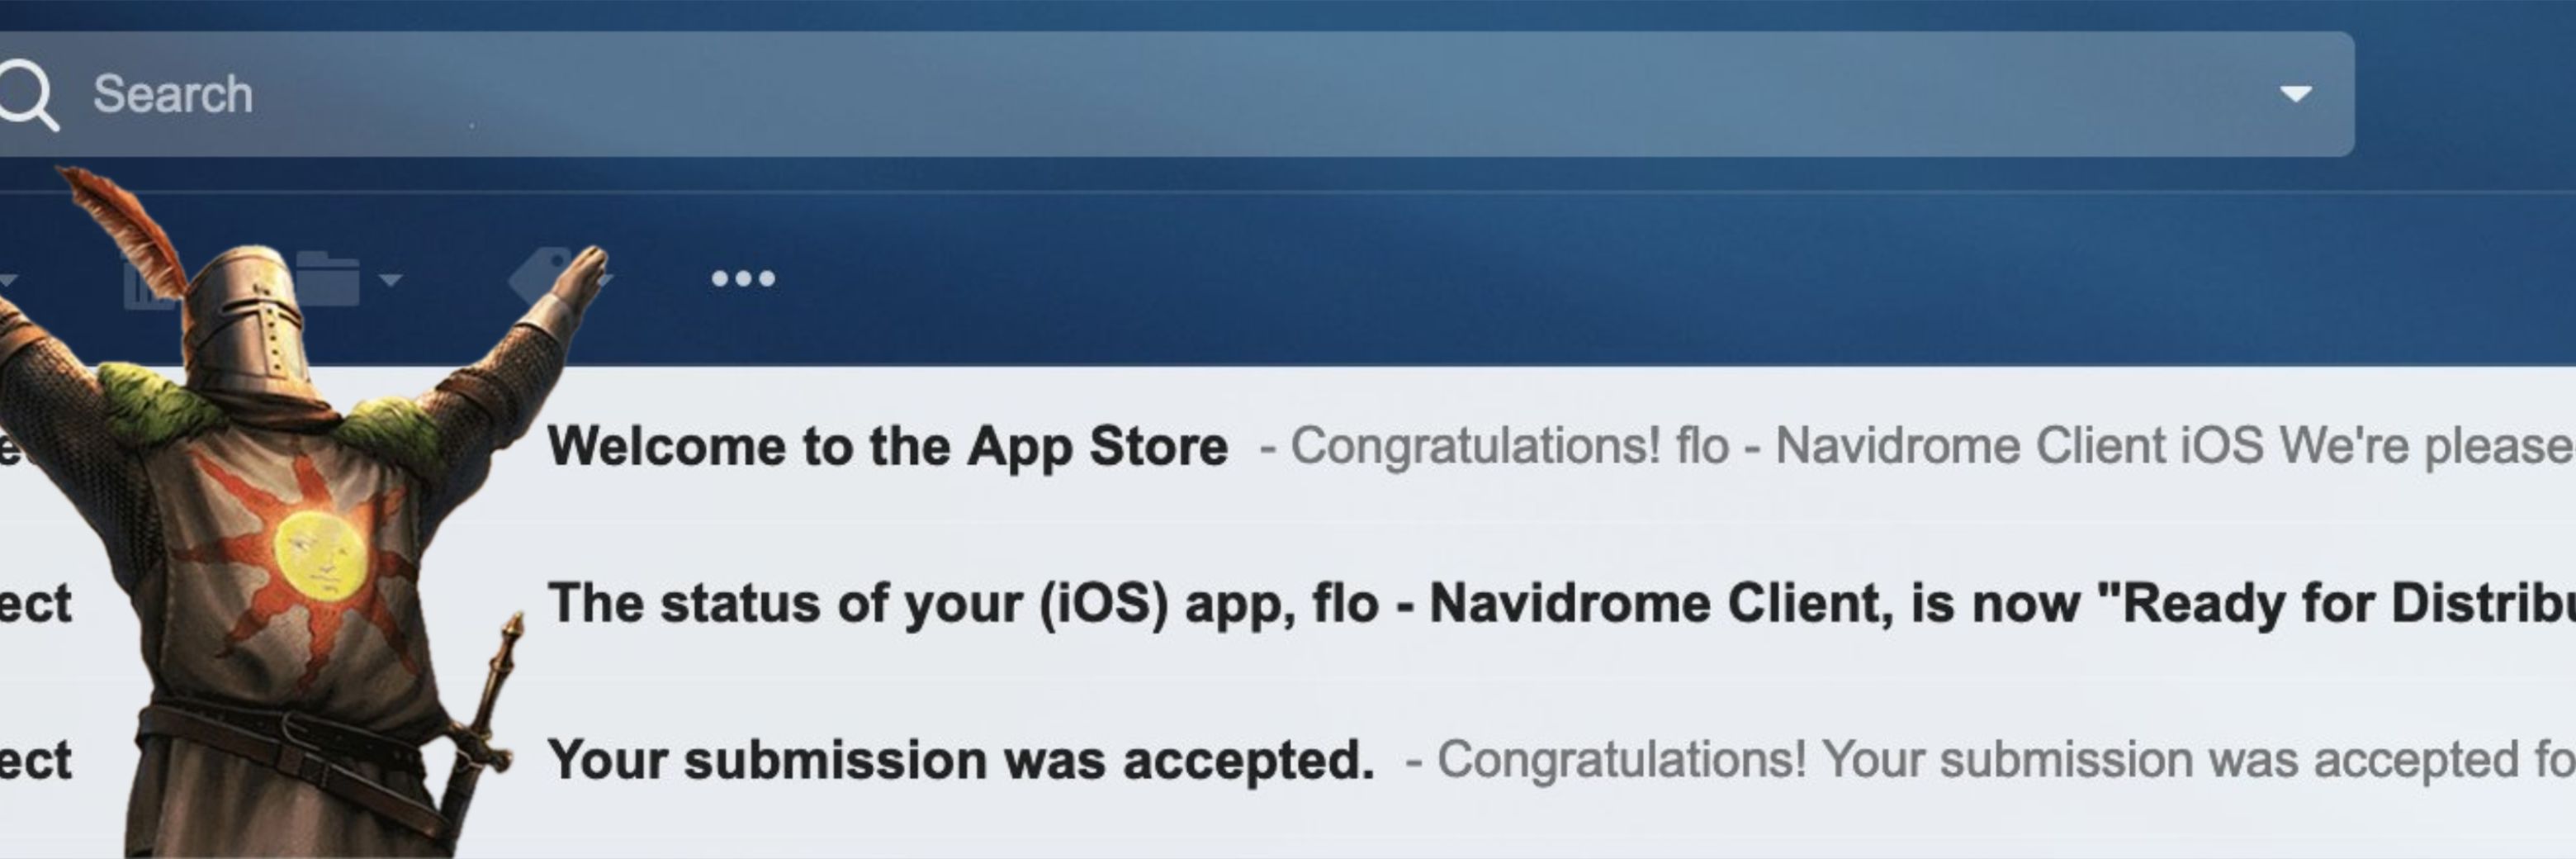 Search
Welcome to the App Store - Congratulations! flo - Navidrome Client iOS We're please
ect The status of your (iOS) app, flo - Navidrome Client, is now "Ready for Distribu
ect Your submission was accepted. - Congratulations! Your submission was accepted fo